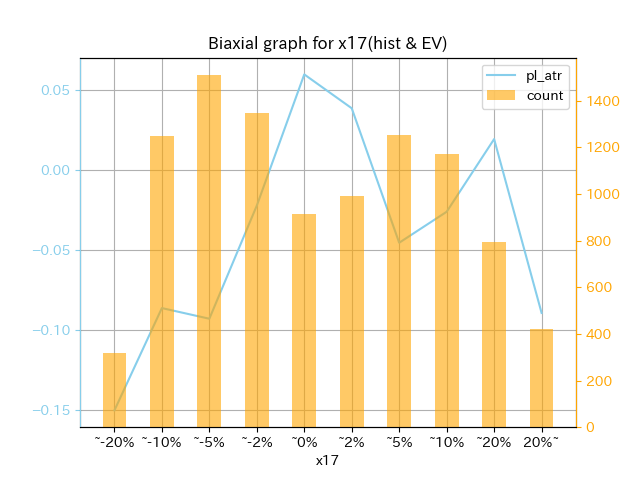 Biaxial graph for x17(hist & EV)
pl_atr
count
0.05
0.00
−0.05
−0.10
−0.15
1400
1200
1000
800
600
400
200
0
~-20% ~-10% ~-5% ~-2% ~0% ~2% ~5% ~10% ~20% 20%~
x17